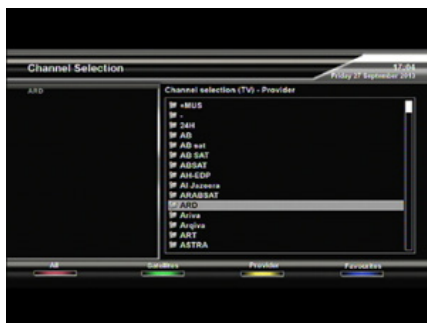 Channel Selection
17:04
Friday 27 September 2013
ARD
Channel selection (TV) - Provider
+MUS
-
24H
AB
AB sat
AB SAT
ABSAT
AH-EDP
Al Jazeera
ARABSAT
ARD
Ariva
Arqiva
ART
ASTRA
All
Satellites
Provider
Favourites